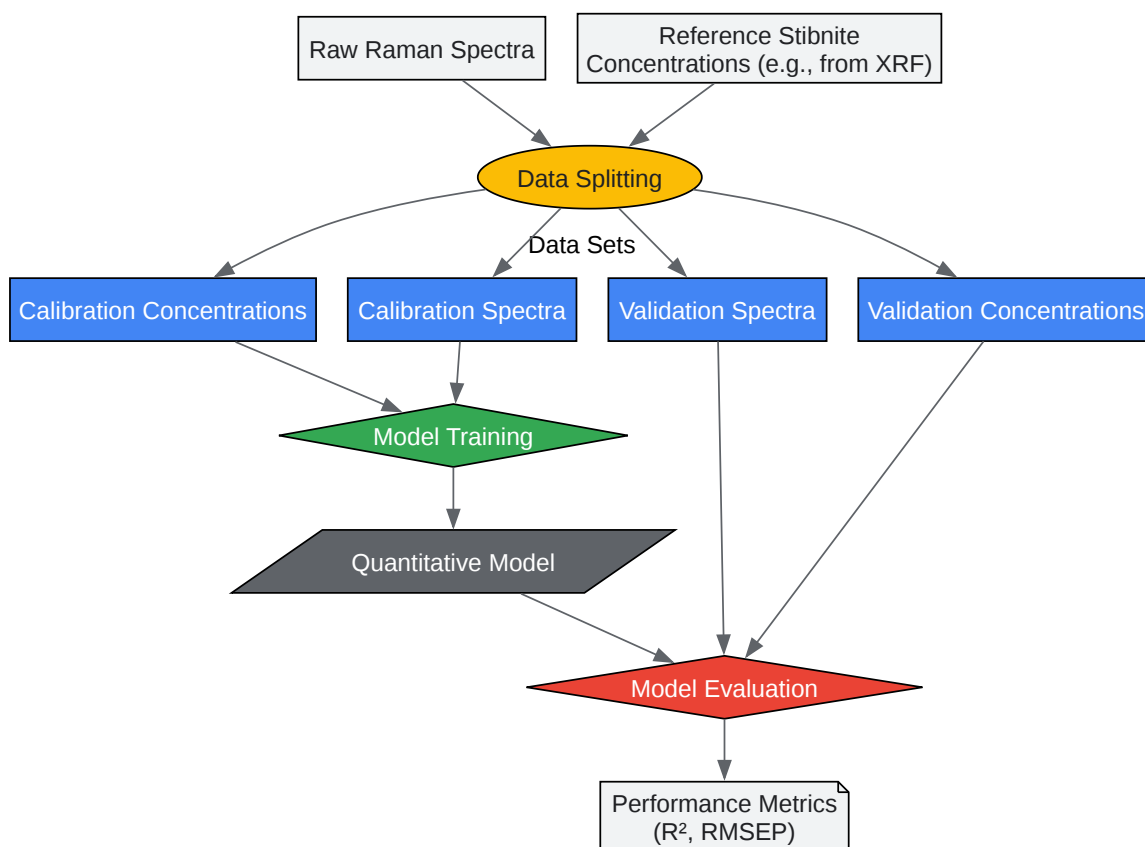 Raw Raman Spectra
Reference Stibnite
Concentrations (e.g., from XRF)
Data Splitting
Data Sets
Calibration Concentrations
Calibration Spectra
Validation Spectra
Validation Concentrations
Model Training
Quantitative Model
Model Evaluation
Performance Metrics
(R², RMSEP)